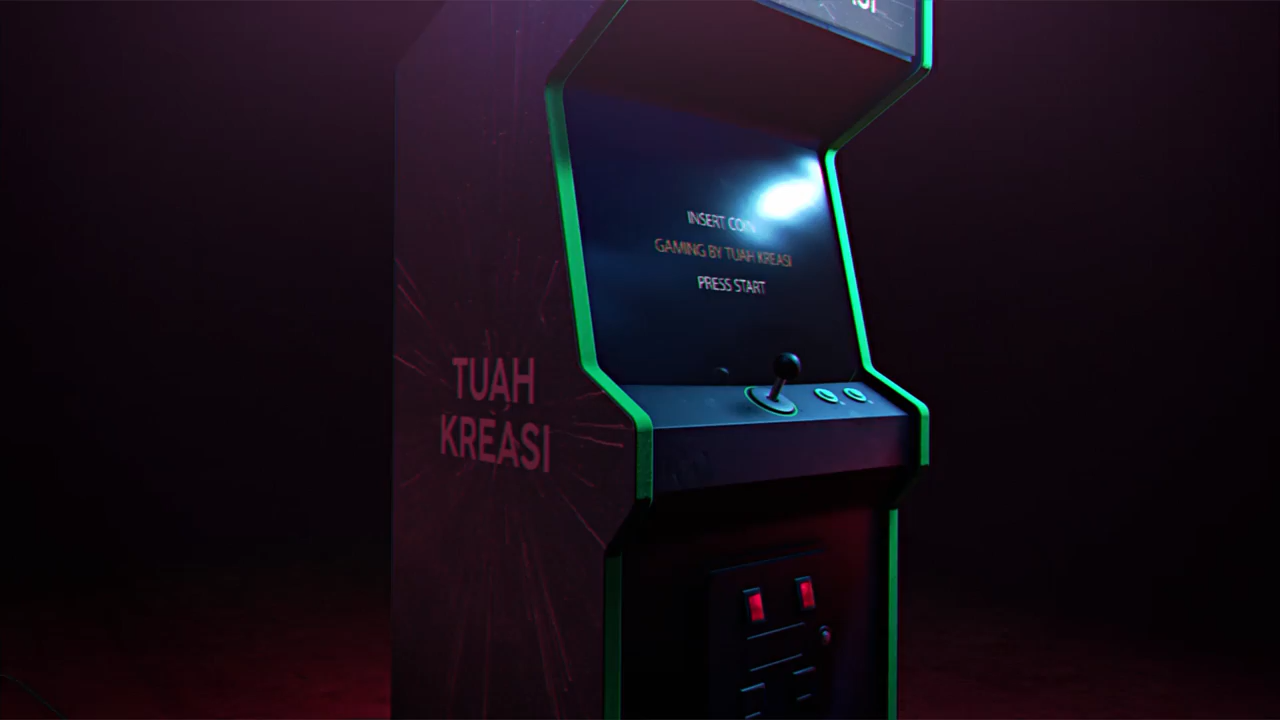 INSERT COIN
GAMING BY TUAH KREASI
PRESS START
TUAH
KREASI